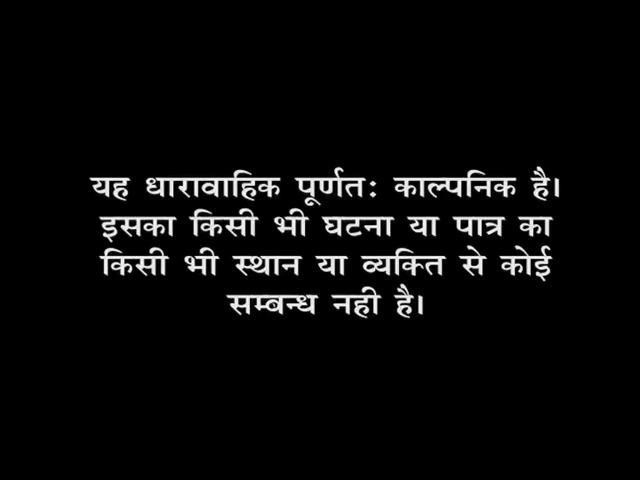 यह धारावाहिक पूर्णतः काल्पनिक है।
इसका किसी भी घटना या पात्र का
किसी भी स्थान या व्यक्ति से कोई
सम्बन्ध नही है।